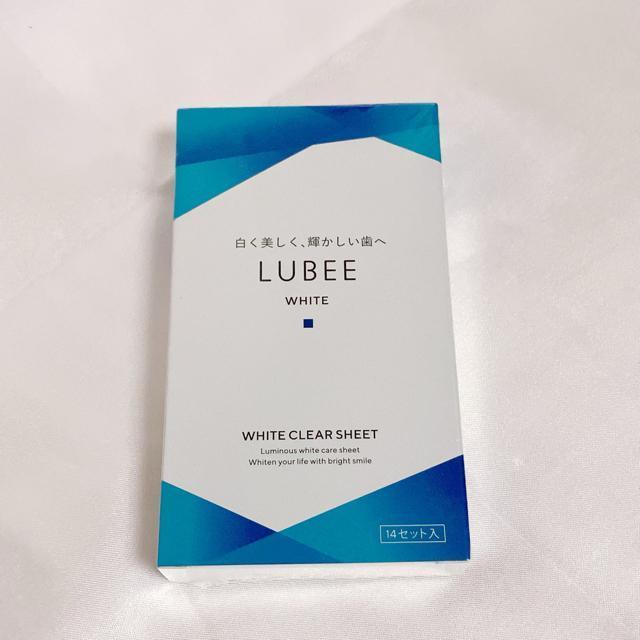 白く美しく、輝かしい歯へ
LUBEE
WHITE
WHITE CLEAR SHEET
Luminous white care sheet
Whiten your life with bright smile
14セット入